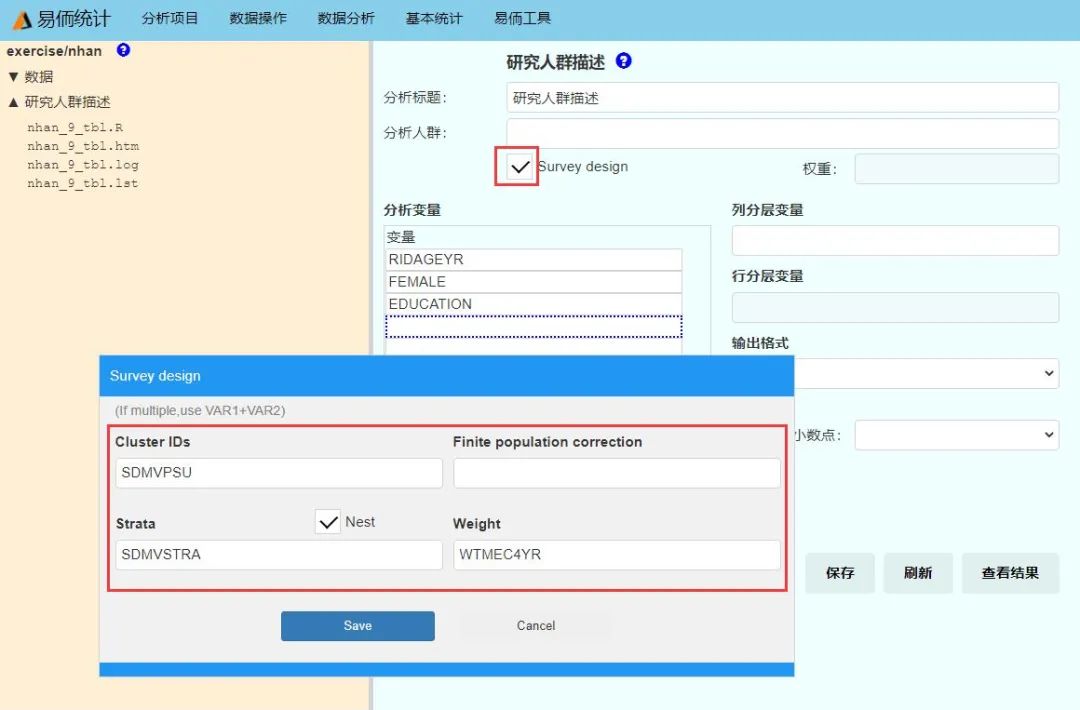 易侕统计 分析项目 数据操作 数据分析 基本统计 易侕工具
exercise/nhan ?
▼ 数据
▲ 研究人群描述
nhan_9_tbl.R
nhan_9_tbl.htm
nhan_9_tbl.log
nhan_9_tbl.lst
研究人群描述 ?
分析标题: 研究人群描述
分析人群:
Survey design 权重:
分析变量
变量
RIDAGEYR
FEMALE
EDUCATION
列分层变量
行分层变量
输出格式
小数点:
保存 刷新 查看结果
Survey design
(If multiple,use VAR1+VAR2)
Cluster IDs Finite population correction
SDMVPSU
Strata Nest Weight
SDMVSTRA WTMEC4YR
Save Cancel